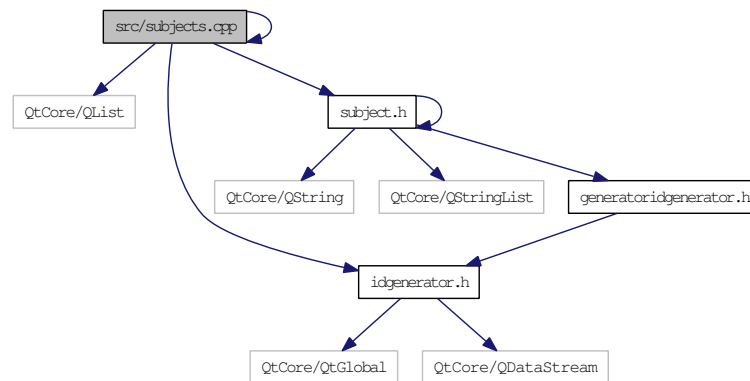 src/subjects.cpp
QtCore/QList
subject.h
QtCore/QString
QtCore/QStringList
generatoridgenerator.h
idgenerator.h
QtCore/QtGlobal
QtCore/QDataStream